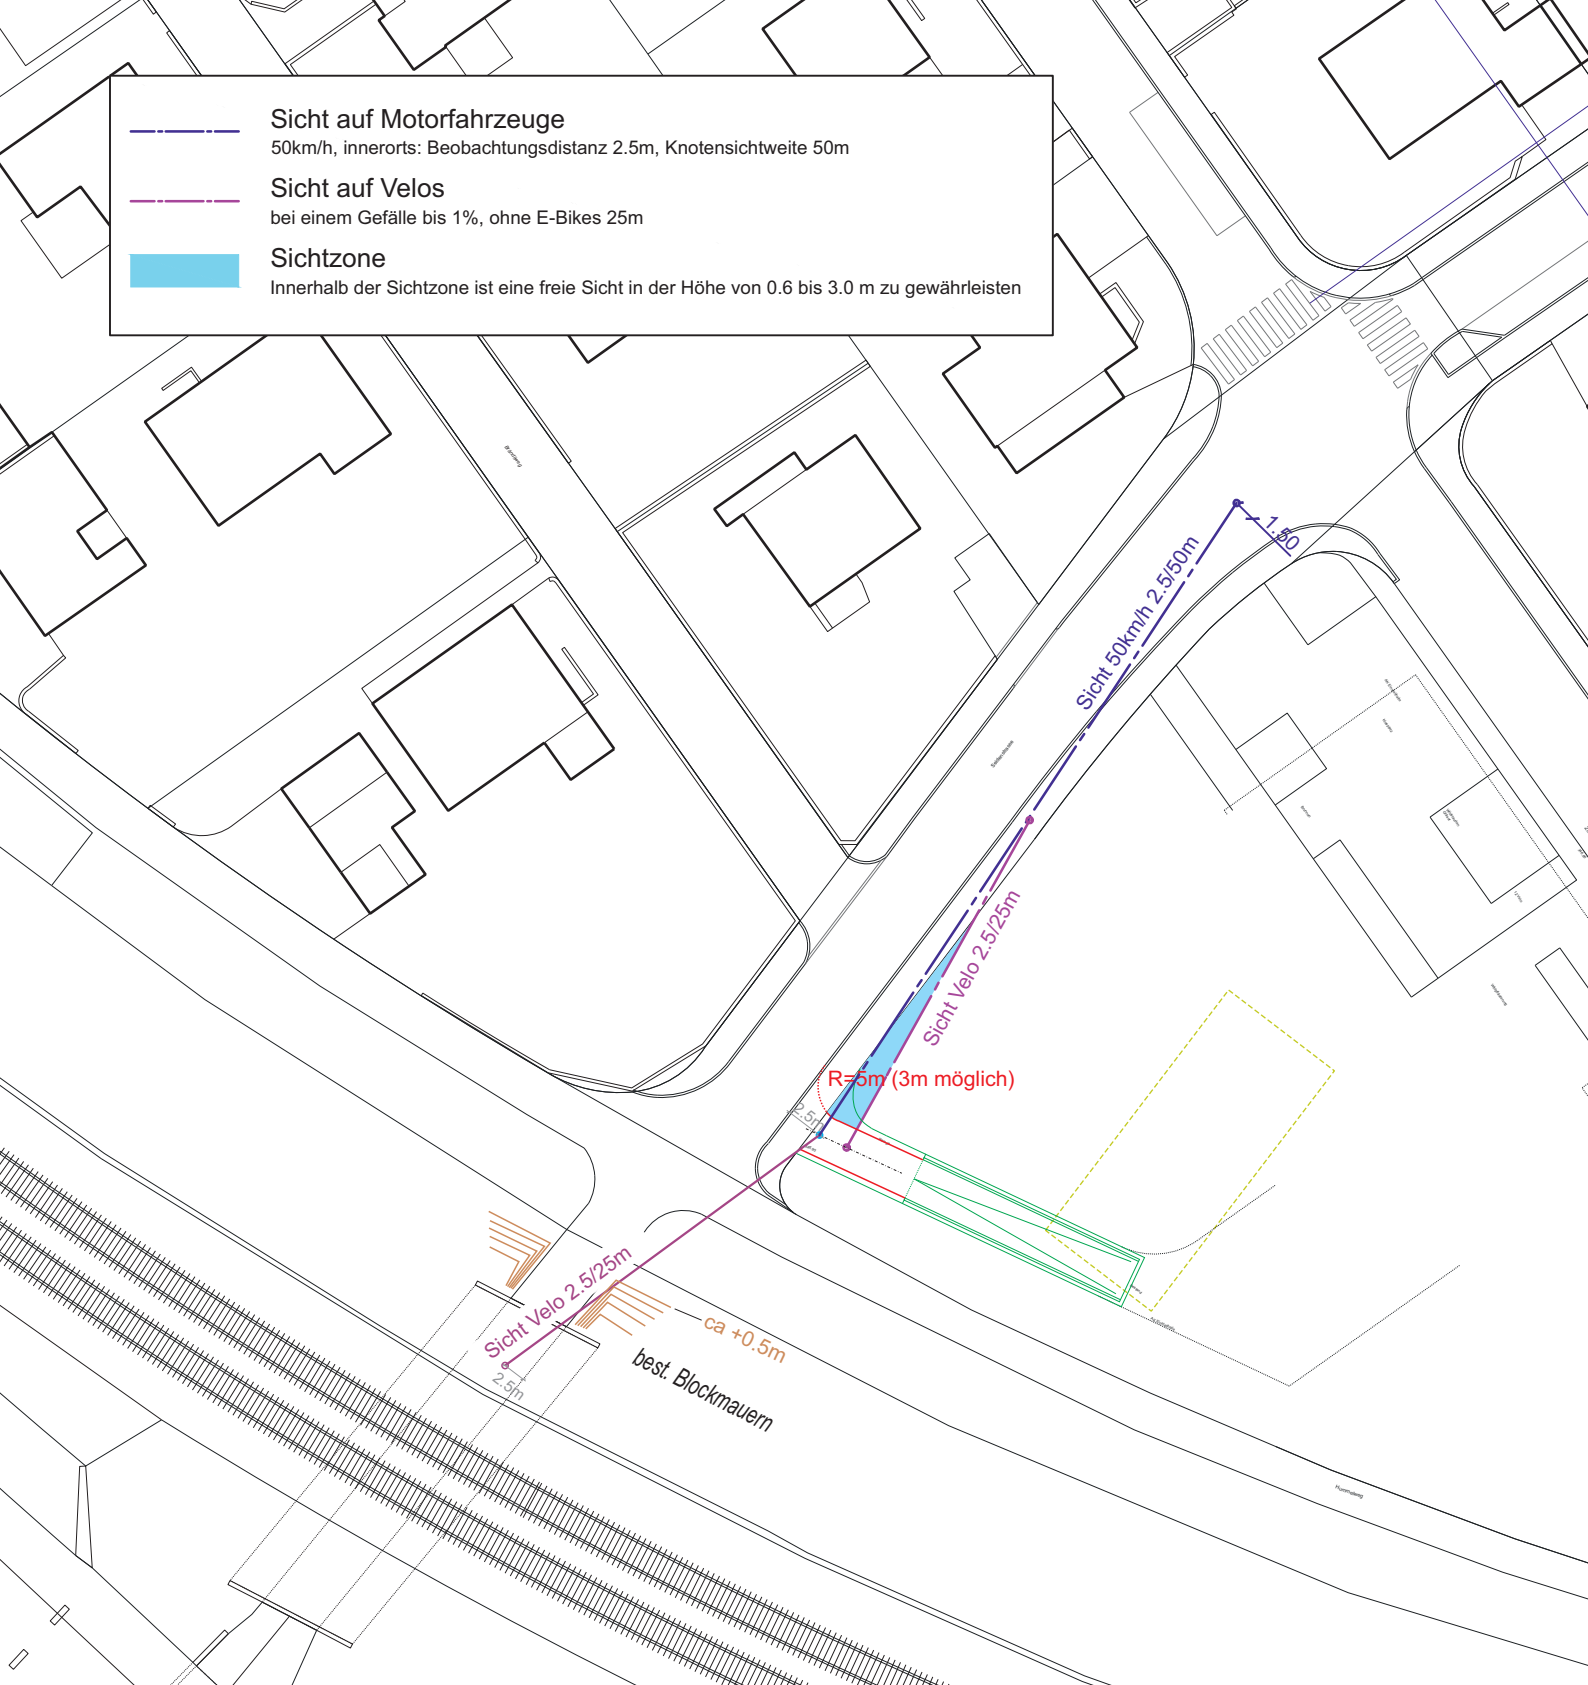 Sicht auf Motorfahrzeuge
50km/h, innerorts: Beobachtungsdistanz 2.5m, Knotensichtweite 50m
Sicht auf Velos
bei einem Gefälle bis 1%, ohne E-Bikes 25m
Sichtzone
Innerhalb der Sichtzone ist eine freie Sicht in der Höhe von 0.6 bis 3.0 m zu gewährleisten
1.50
Sicht 50km/h 2.5/50m
Sicht Velo 2.5/25m
R=5m (3m möglich)
2.5m
Sicht Velo 2.5/25m
2.5m
ca +0.5m
best. Blockmauern